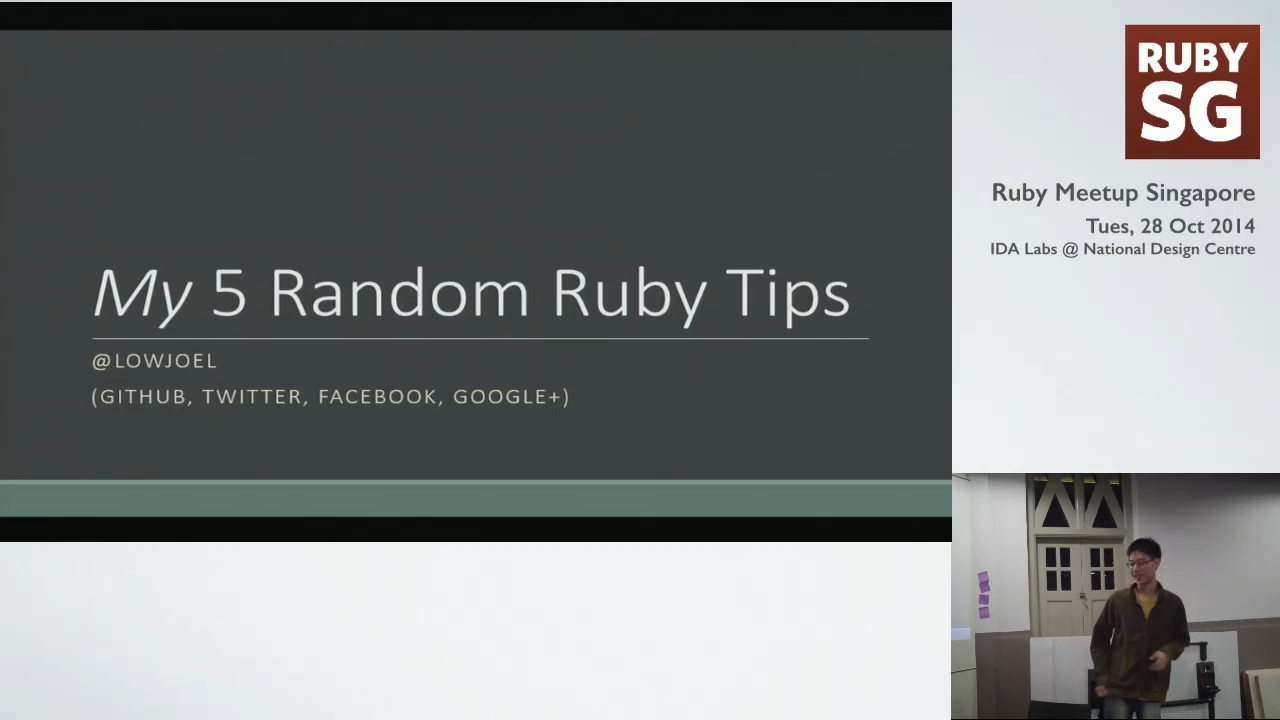 My 5 Random Ruby Tips
@LOWJOEL
(GITHUB, TWITTER, FACEBOOK, GOOGLE+)
RUBY
SG
Ruby Meetup Singapore
Tues, 28 Oct 2014
IDA Labs @ National Design Centre